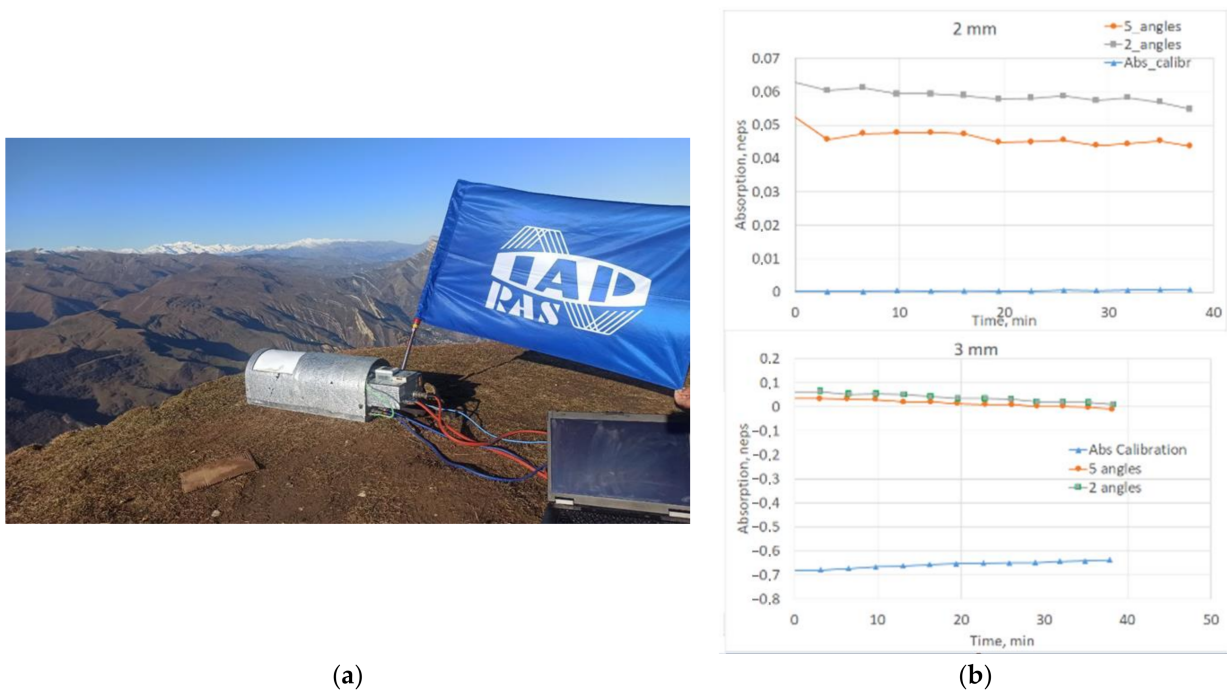 IAP
RAS
2 mm
5_angles
2_angles
Abs_calibr
Absorption, neps
0.07
0,06
0,05
0,04
0,03
0,02
0,01
0
0 10 20 30 40
Time, min
3 mm
Absorption, neps
0,2
0,1
0
−0,1
−0,2
−0,3
−0,4
−0,5
−0,6
−0,7
−0,8
Abs Calibration
5 angles
2 angles
0 10 20 30 40 50
Time, min
(a) (b)